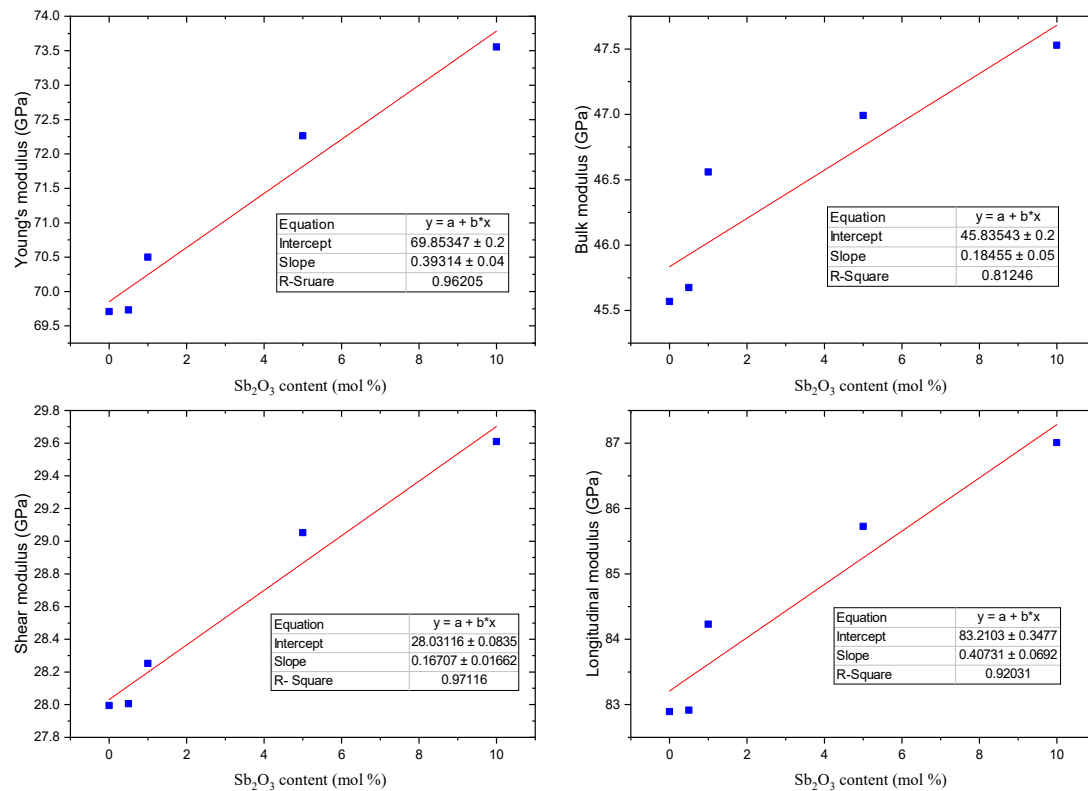 Young's modulus (GPa)
74.0
73.5
73.0
72.5
72.0
71.5
71.0
70.5
70.0
69.5
Equation y = a + b*x
Intercept 69.85347 ± 0.2
Slope 0.39314 ± 0.04
R-Sruare 0.96205
0 2 4 6 8 10
Sb₂O₃ content (mol %)
Bulk modulus (GPa)
47.5
47.0
46.5
46.0
45.5
Equation y = a + b*x
Intercept 45.83543 ± 0.2
Slope 0.18455 ± 0.05
R-Square 0.81246
0 2 4 6 8 10
Sb₂O₃ content (mol %)
Shear modulus (GPa)
29.8
29.6
29.4
29.2
29.0
28.8
28.6
28.4
28.2
28.0
27.8
Equation y = a + b*x
Intercept 28.03116 ± 0.0835
Slope 0.16707 ± 0.01662
R- Square 0.97116
0 2 4 6 8 10
Sb₂O₃ content (mol %)
Longitudinal modulus (GPa)
87
86
85
84
83
Equation y = a + b*x
Intercept 83.2103 ± 0.3477
Slope 0.40731 ± 0.0692
R-Square 0.92031
0 2 4 6 8 10
Sb₂O₃ content (mol %)